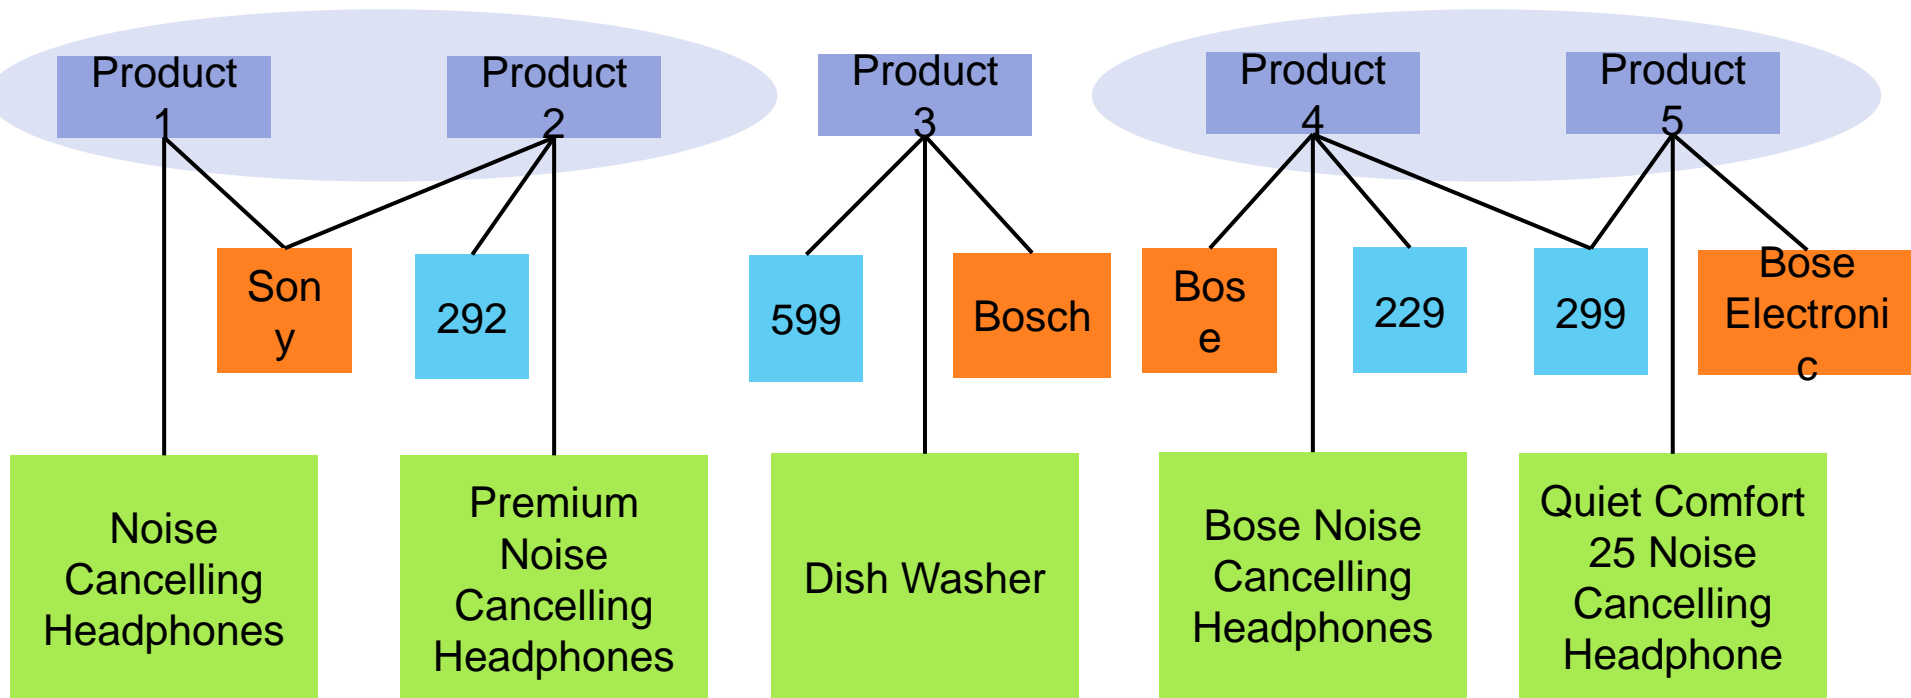 Product
1
Product
2
Product
3
Product
4
Product
5
Son
y
292
599
Bosch
Bos
e
229
299
Bose
Electroni
c
Noise
Cancelling
Headphones
Premium
Noise
Cancelling
Headphones
Dish Washer
Bose Noise
Cancelling
Headphones
Quiet Comfort
25 Noise
Cancelling
Headphone